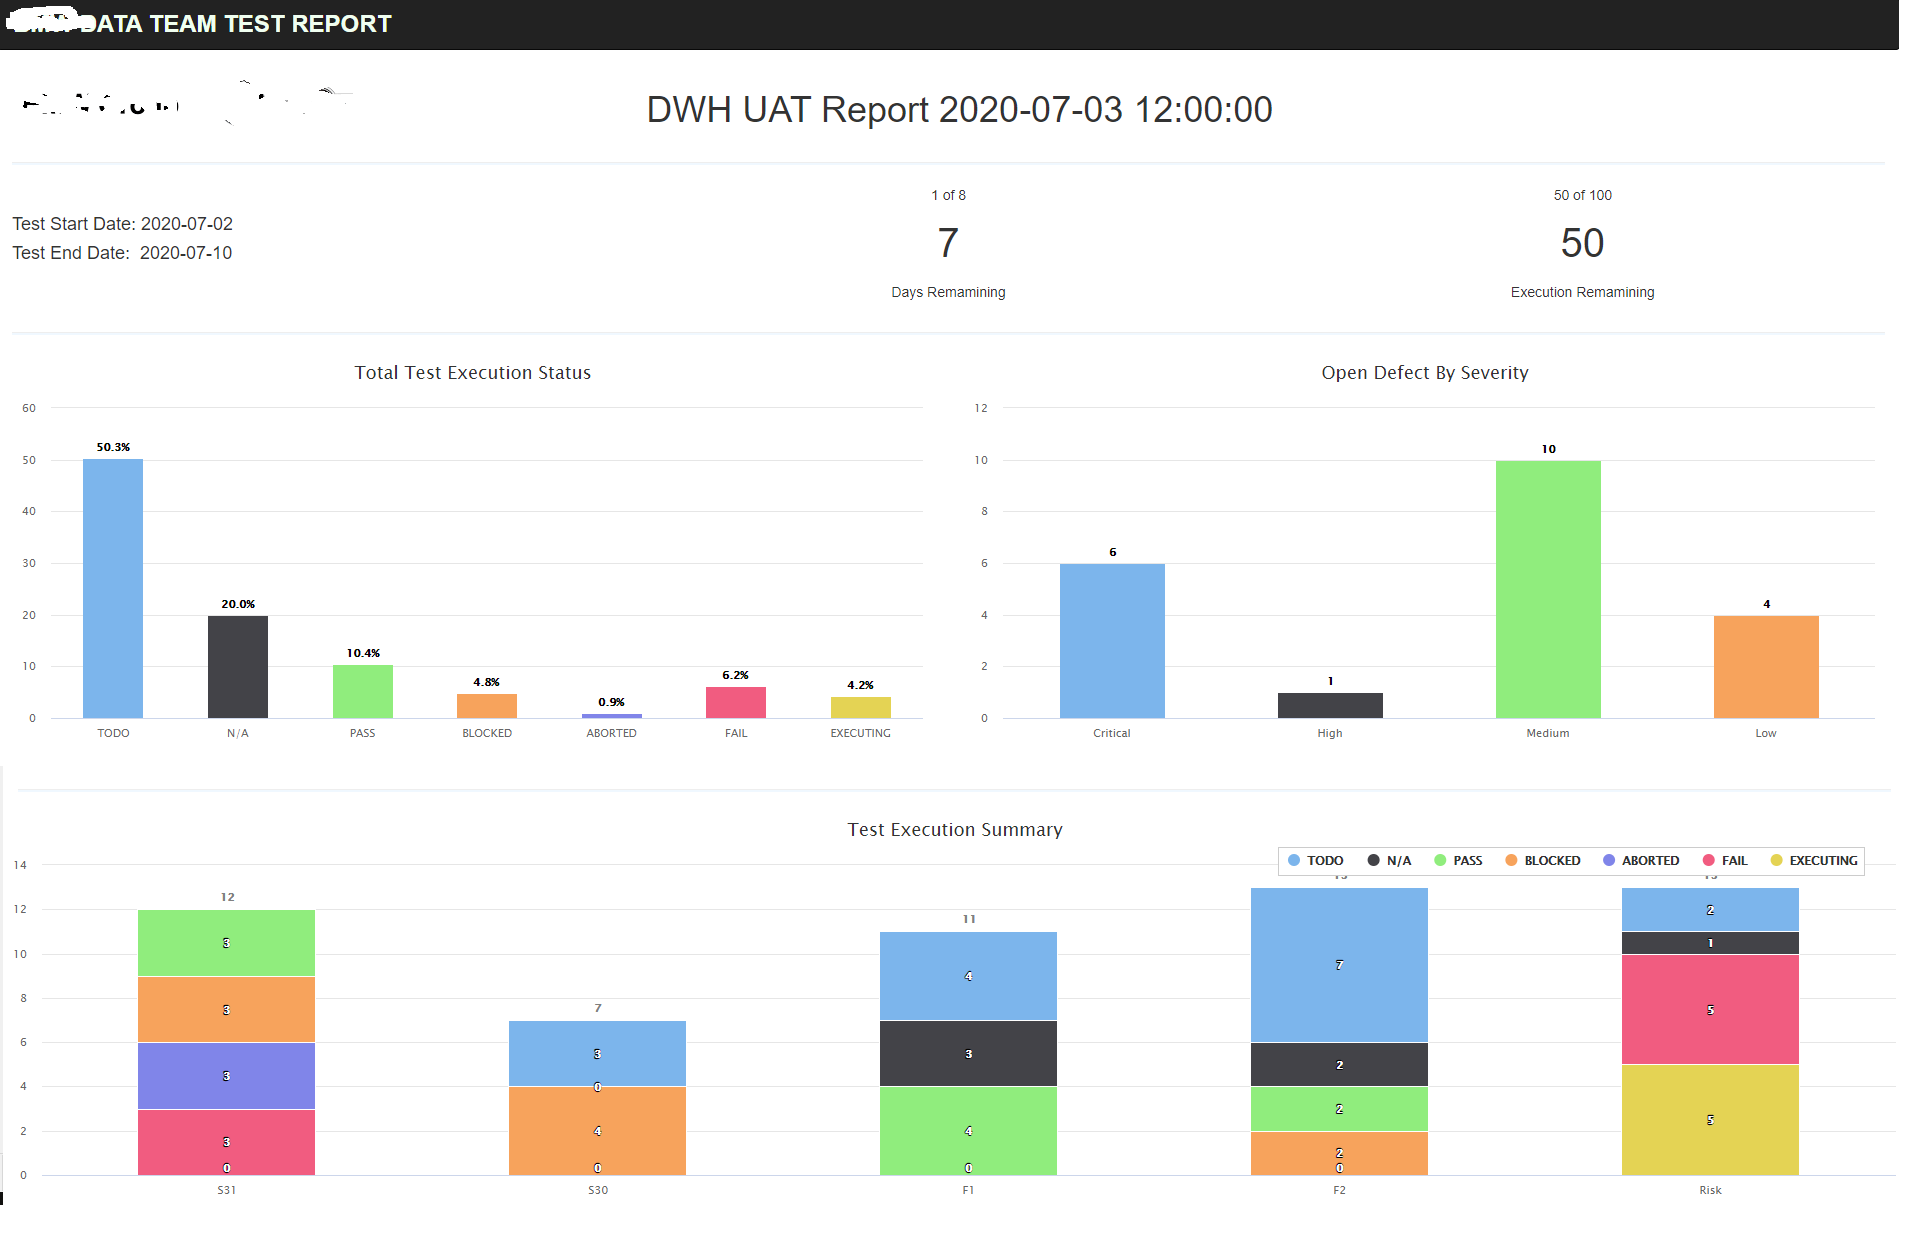 DATA TEAM TEST REPORT
DWH UAT Report 2020-07-03 12:00:00
Test Start Date: 2020-07-02
Test End Date: 2020-07-10
1 of 8
7
Days Remamining
50 of 100
50
Execution Remamining
Total Test Execution Status
60
50
40
30
20
10
0
50.3%
20.0%
10.4%
4.8%
0.9%
6.2%
4.2%
TODO
N/A
PASS
BLOCKED
ABORTED
FAIL
EXECUTING
Open Defect By Severity
12
10
8
6
4
2
0
6
1
10
4
Critical
High
Medium
Low
Test Execution Summary
TODO N/A PASS BLOCKED ABORTED FAIL EXECUTING
14
12
10
8
6
4
2
0
12
3
3
3
3
0
7
3
0
4
0
11
4
3
4
0
7
2
2
2
0
2
1
5
5
S31
S30
F1
F2
Risk